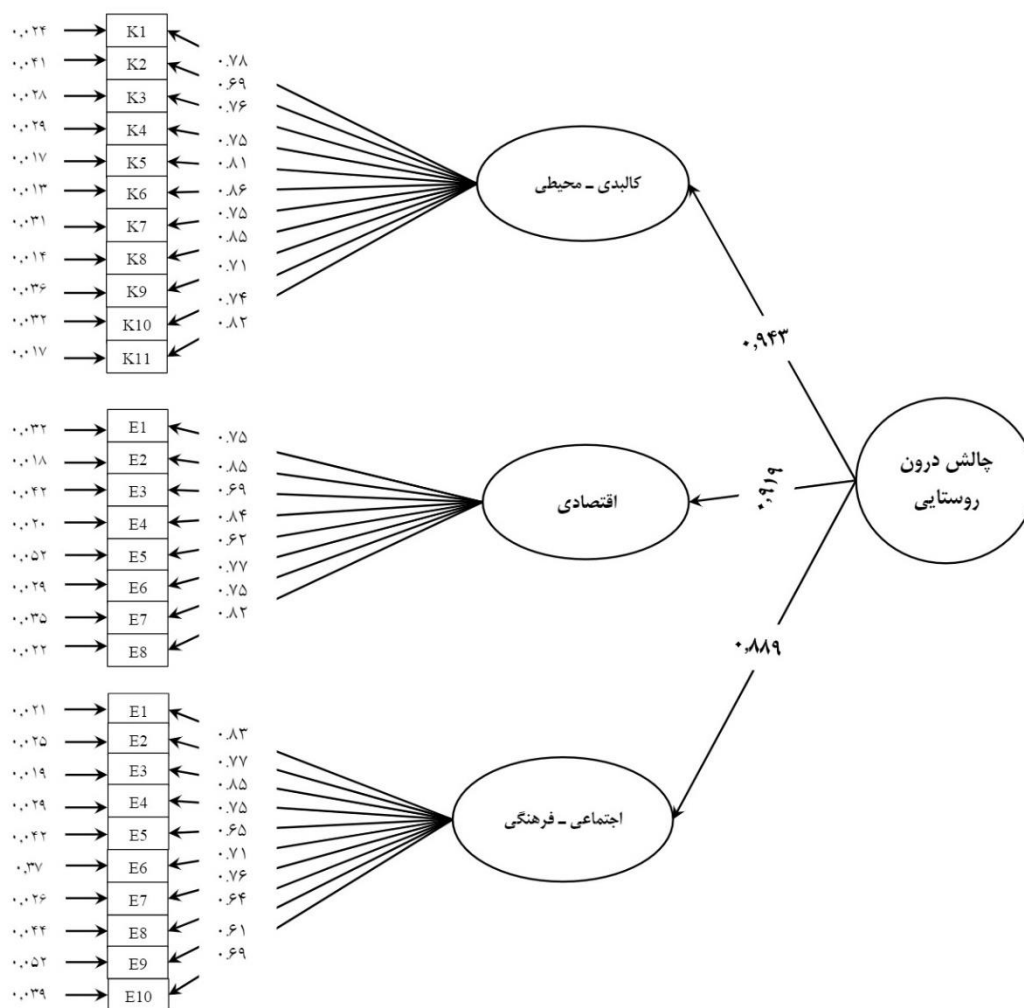 ۰,۰۲۴ K1 ۰.۷۸
۰,۰۴۱ K2 ۰.۶۹
۰,۰۲۸ K3 ۰.۷۶
۰,۰۲۹ K4 ۰.۷۵
۰,۰۱۷ K5 ۰.۸۱
۰,۰۱۳ K6 ۰.۸۶
۰,۰۳۱ K7 ۰.۷۵
۰,۰۱۴ K8 ۰.۸۵
۰,۰۳۶ K9 ۰.۷۱
۰,۰۳۲ K10 ۰.۷۴
۰,۰۱۷ K11 ۰.۸۲
کالبدی ـ محیطی
۰,۹۴۳
۰,۰۳۲ E1 ۰.۷۵
۰,۰۱۸ E2 ۰.۸۵
۰,۰۴۲ E3 ۰.۶۹
۰,۰۲۰ E4 ۰.۸۴
۰,۰۵۲ E5 ۰.۶۲
۰,۰۲۹ E6 ۰.۷۷
۰,۰۳۵ E7 ۰.۷۵
۰,۰۲۲ E8 ۰.۸۲
اقتصادی
۰,۹۱۹
چالش درون
روستایی
۰,۰۲۱ E1 ۰.۸۳
۰,۰۲۵ E2 ۰.۷۷
۰,۰۱۹ E3 ۰.۸۵
۰,۰۲۹ E4 ۰.۷۵
۰,۰۴۲ E5 ۰.۶۵
۰,۳۷ E6 ۰.۷۱
۰,۰۲۶ E7 ۰.۷۶
۰,۰۴۴ E8 ۰.۶۴
۰,۰۵۲ E9 ۰.۶۱
۰,۰۳۹ E10 ۰.۶۹
اجتماعی ـ فرهنگی
۰,۸۸۹